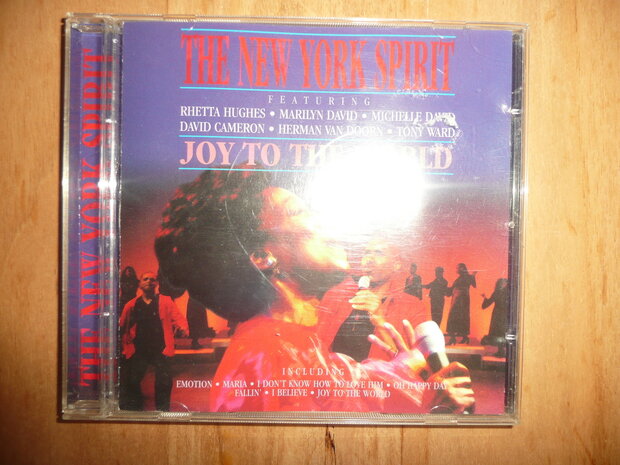 THE NEW YORK SPIRIT
THE NEW YORK SPIRIT
FEATURING
RHETTA HUGHES • MARILYN DAVID • MICHELLE DAVID
DAVID CAMERON • HERMAN VAN DOORN • TONY WARD
JOY TO THE WORLD
INCLUDING
EMOTION • MARIA • I DON'T KNOW HOW TO LOVE HIM • OH HAPPY DAY
FALLIN' • I BELIEVE • JOY TO THE WORLD